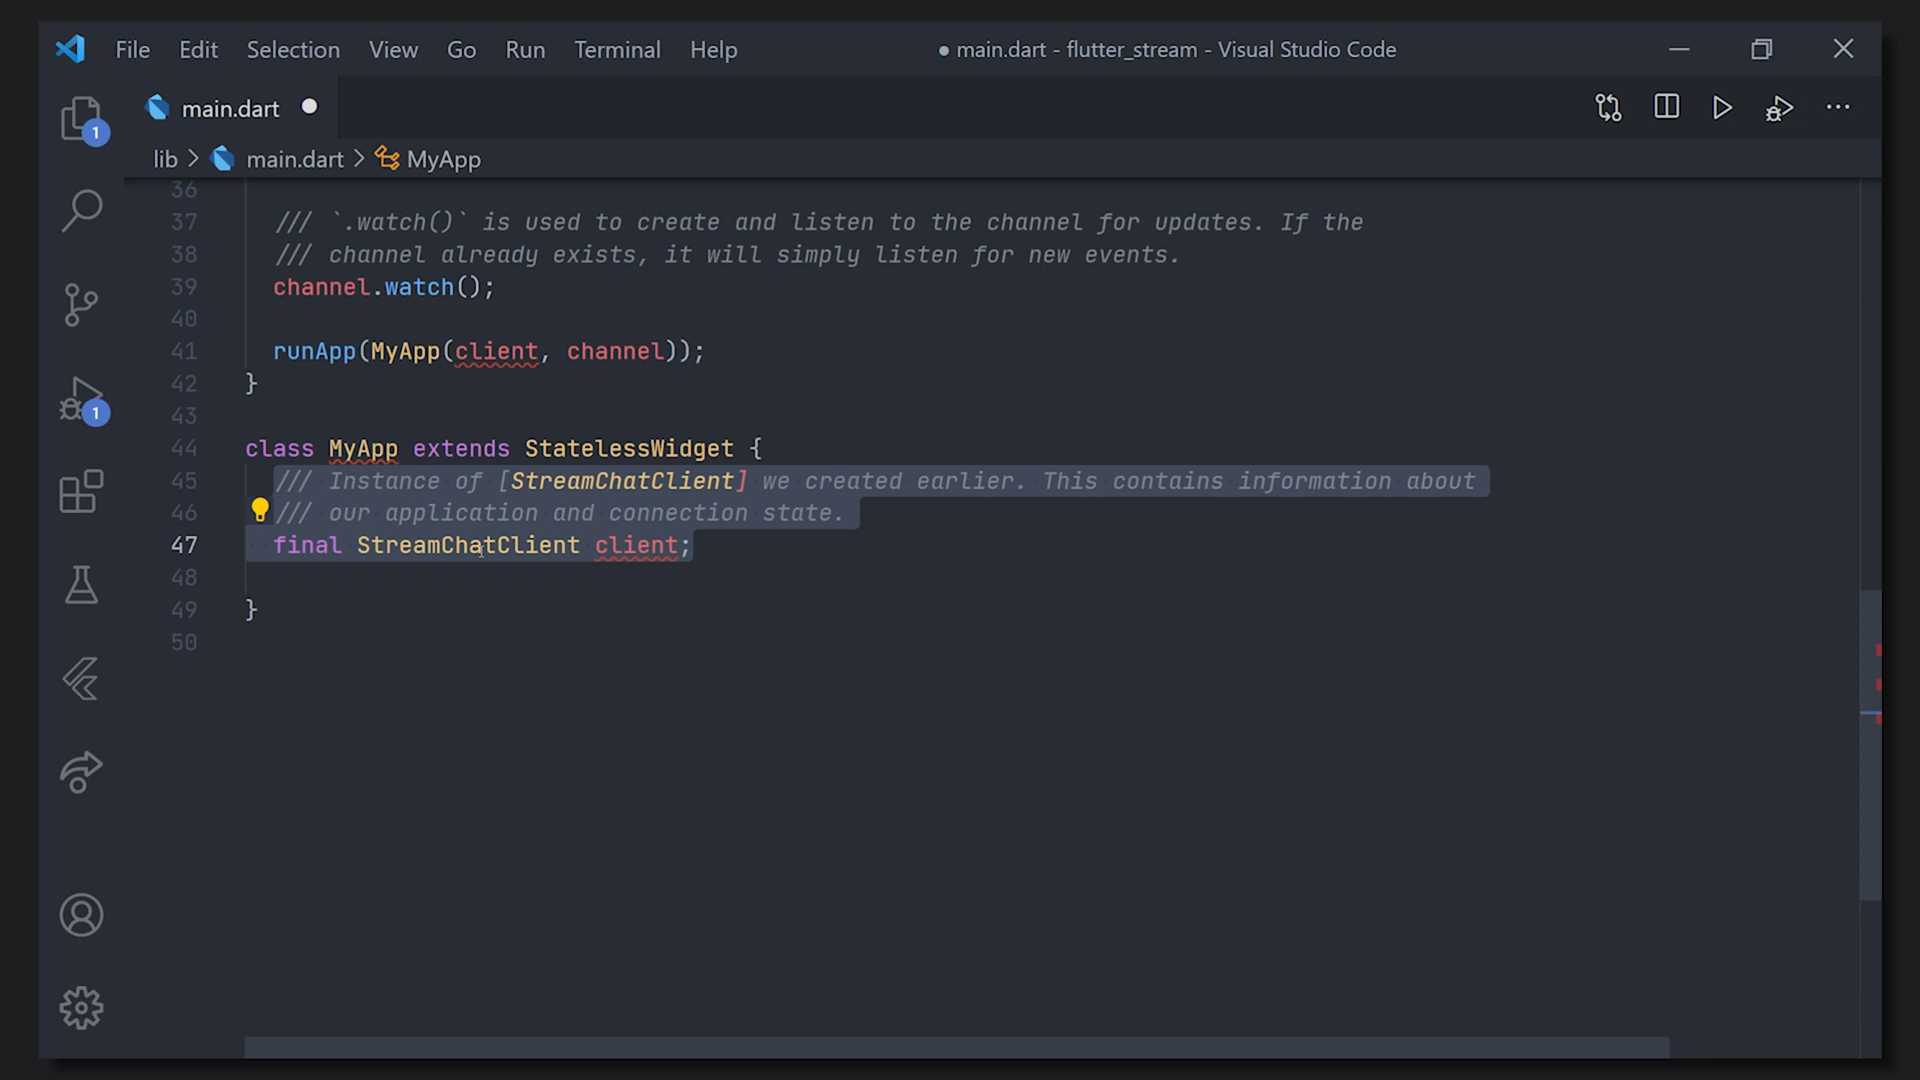 File Edit Selection View Go Run Terminal Help ● main.dart - flutter_stream - Visual Studio Code
main.dart ●
lib > main.dart > MyApp
1
36
37 /// `.watch()` is used to create and listen to the channel for updates. If the
38 /// channel already exists, it will simply listen for new events.
39 channel.watch();
40
41 runApp(MyApp(client, channel));
42 }
1
43
44 class MyApp extends StatelessWidget {
45 /// Instance of [StreamChatClient] we created earlier. This contains information about
46 /// our application and connection state.
47 final StreamChatClient client;
48
49 }
50